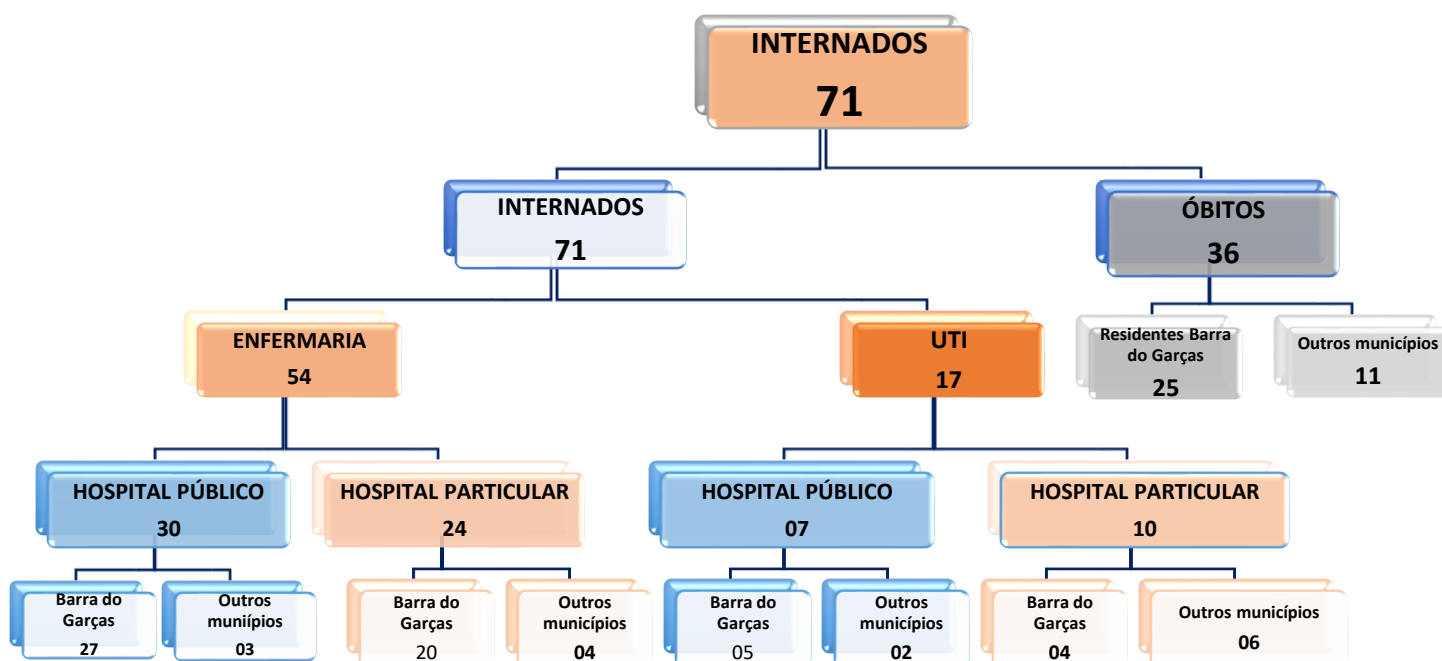 INTERNADOS
71
INTERNADOS
71
ÓBITOS
36
ENFERMARIA
54
UTI
17
Residentes Barra
do Garças
25
Outros municípios
11
HOSPITAL PÚBLICO
30
HOSPITAL PARTICULAR
24
HOSPITAL PÚBLICO
07
HOSPITAL PARTICULAR
10
Barra do
Garças
27
Outros
muniípios
03
Barra do
Garças
20
Outros
municípios
04
Barra do
Garças
05
Outros
municípios
02
Barra do
Garças
04
Outros municípios
06